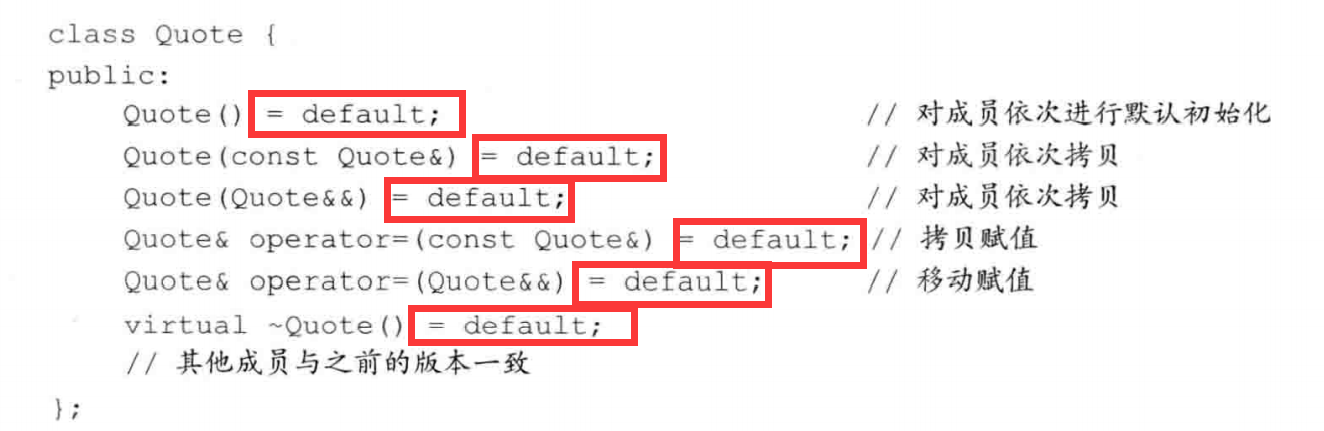 class Quote {
public:
Quote() = default; // 对成员依次进行默认初始化
Quote(const Quote&) = default; // 对成员依次拷贝
Quote(Quote&&) = default; // 对成员依次拷贝
Quote& operator=(const Quote&) = default; // 拷贝赋值
Quote& operator=(Quote&&) = default; // 移动赋值
virtual ~Quote() = default;
// 其他成员与之前的版本一致
};